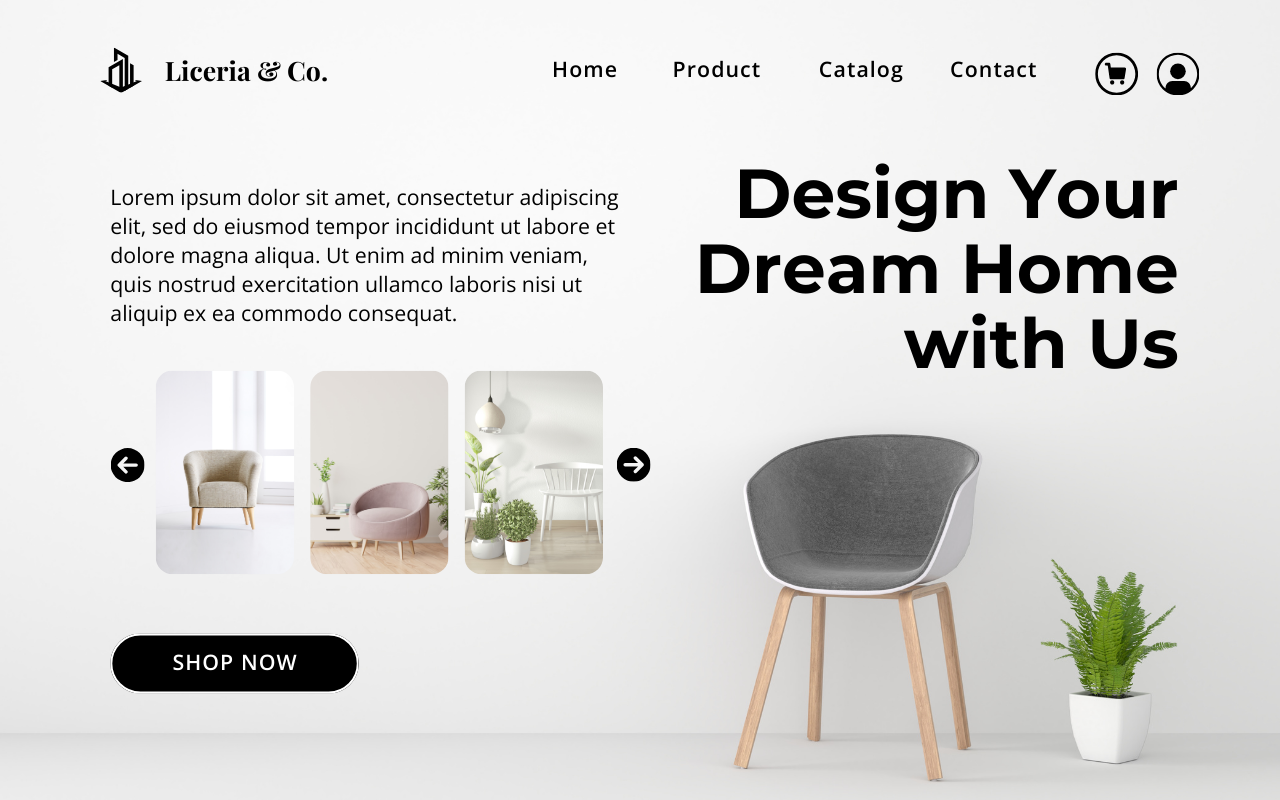 Liceria & Co.
Home
Product
Catalog
Contact
Design Your
Dream Home
with Us
Lorem ipsum dolor sit amet, consectetur adipiscing
elit, sed do eiusmod tempor incididunt ut labore et
dolore magna aliqua. Ut enim ad minim veniam,
quis nostrud exercitation ullamco laboris nisi ut
aliquip ex ea commodo consequat.
SHOP NOW